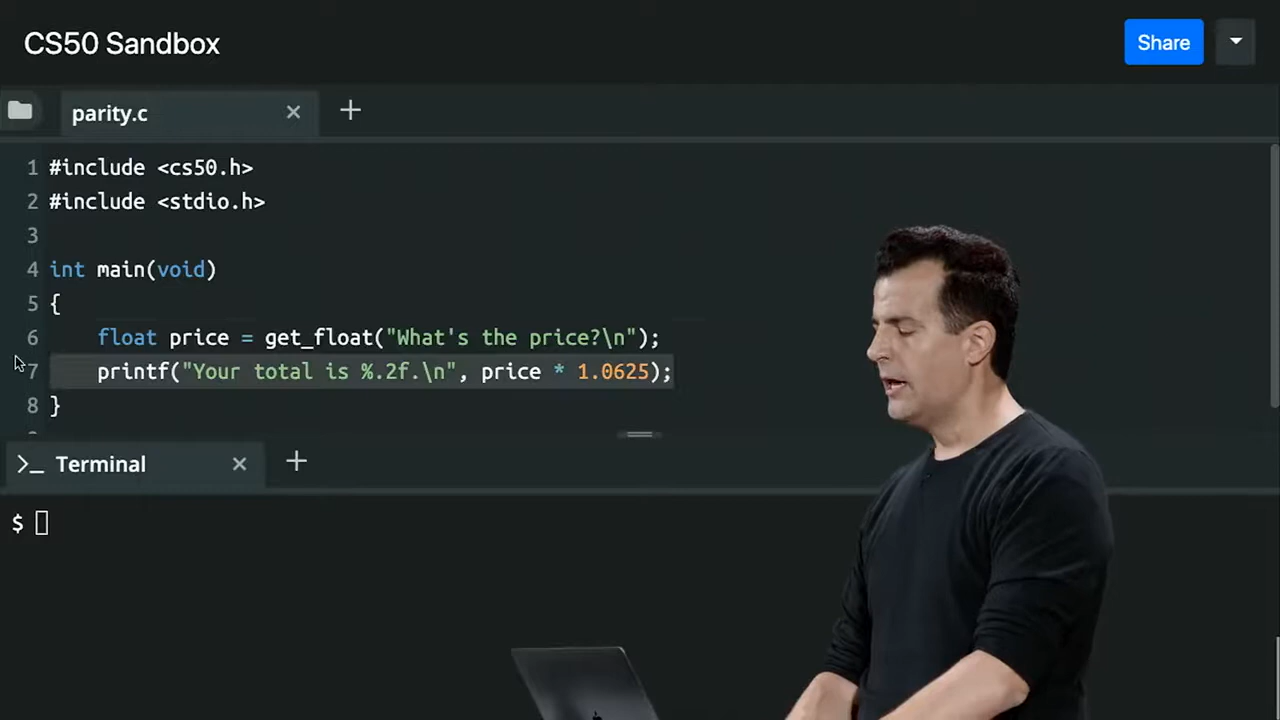 CS50 Sandbox
Share
parity.c
1 #include <cs50.h>
2 #include <stdio.h>
3
4 int main(void)
5 {
6 float price = get_float("What's the price?\n");
7 printf("Your total is %.2f.\n", price * 1.0625);
8 }
>_ Terminal
$